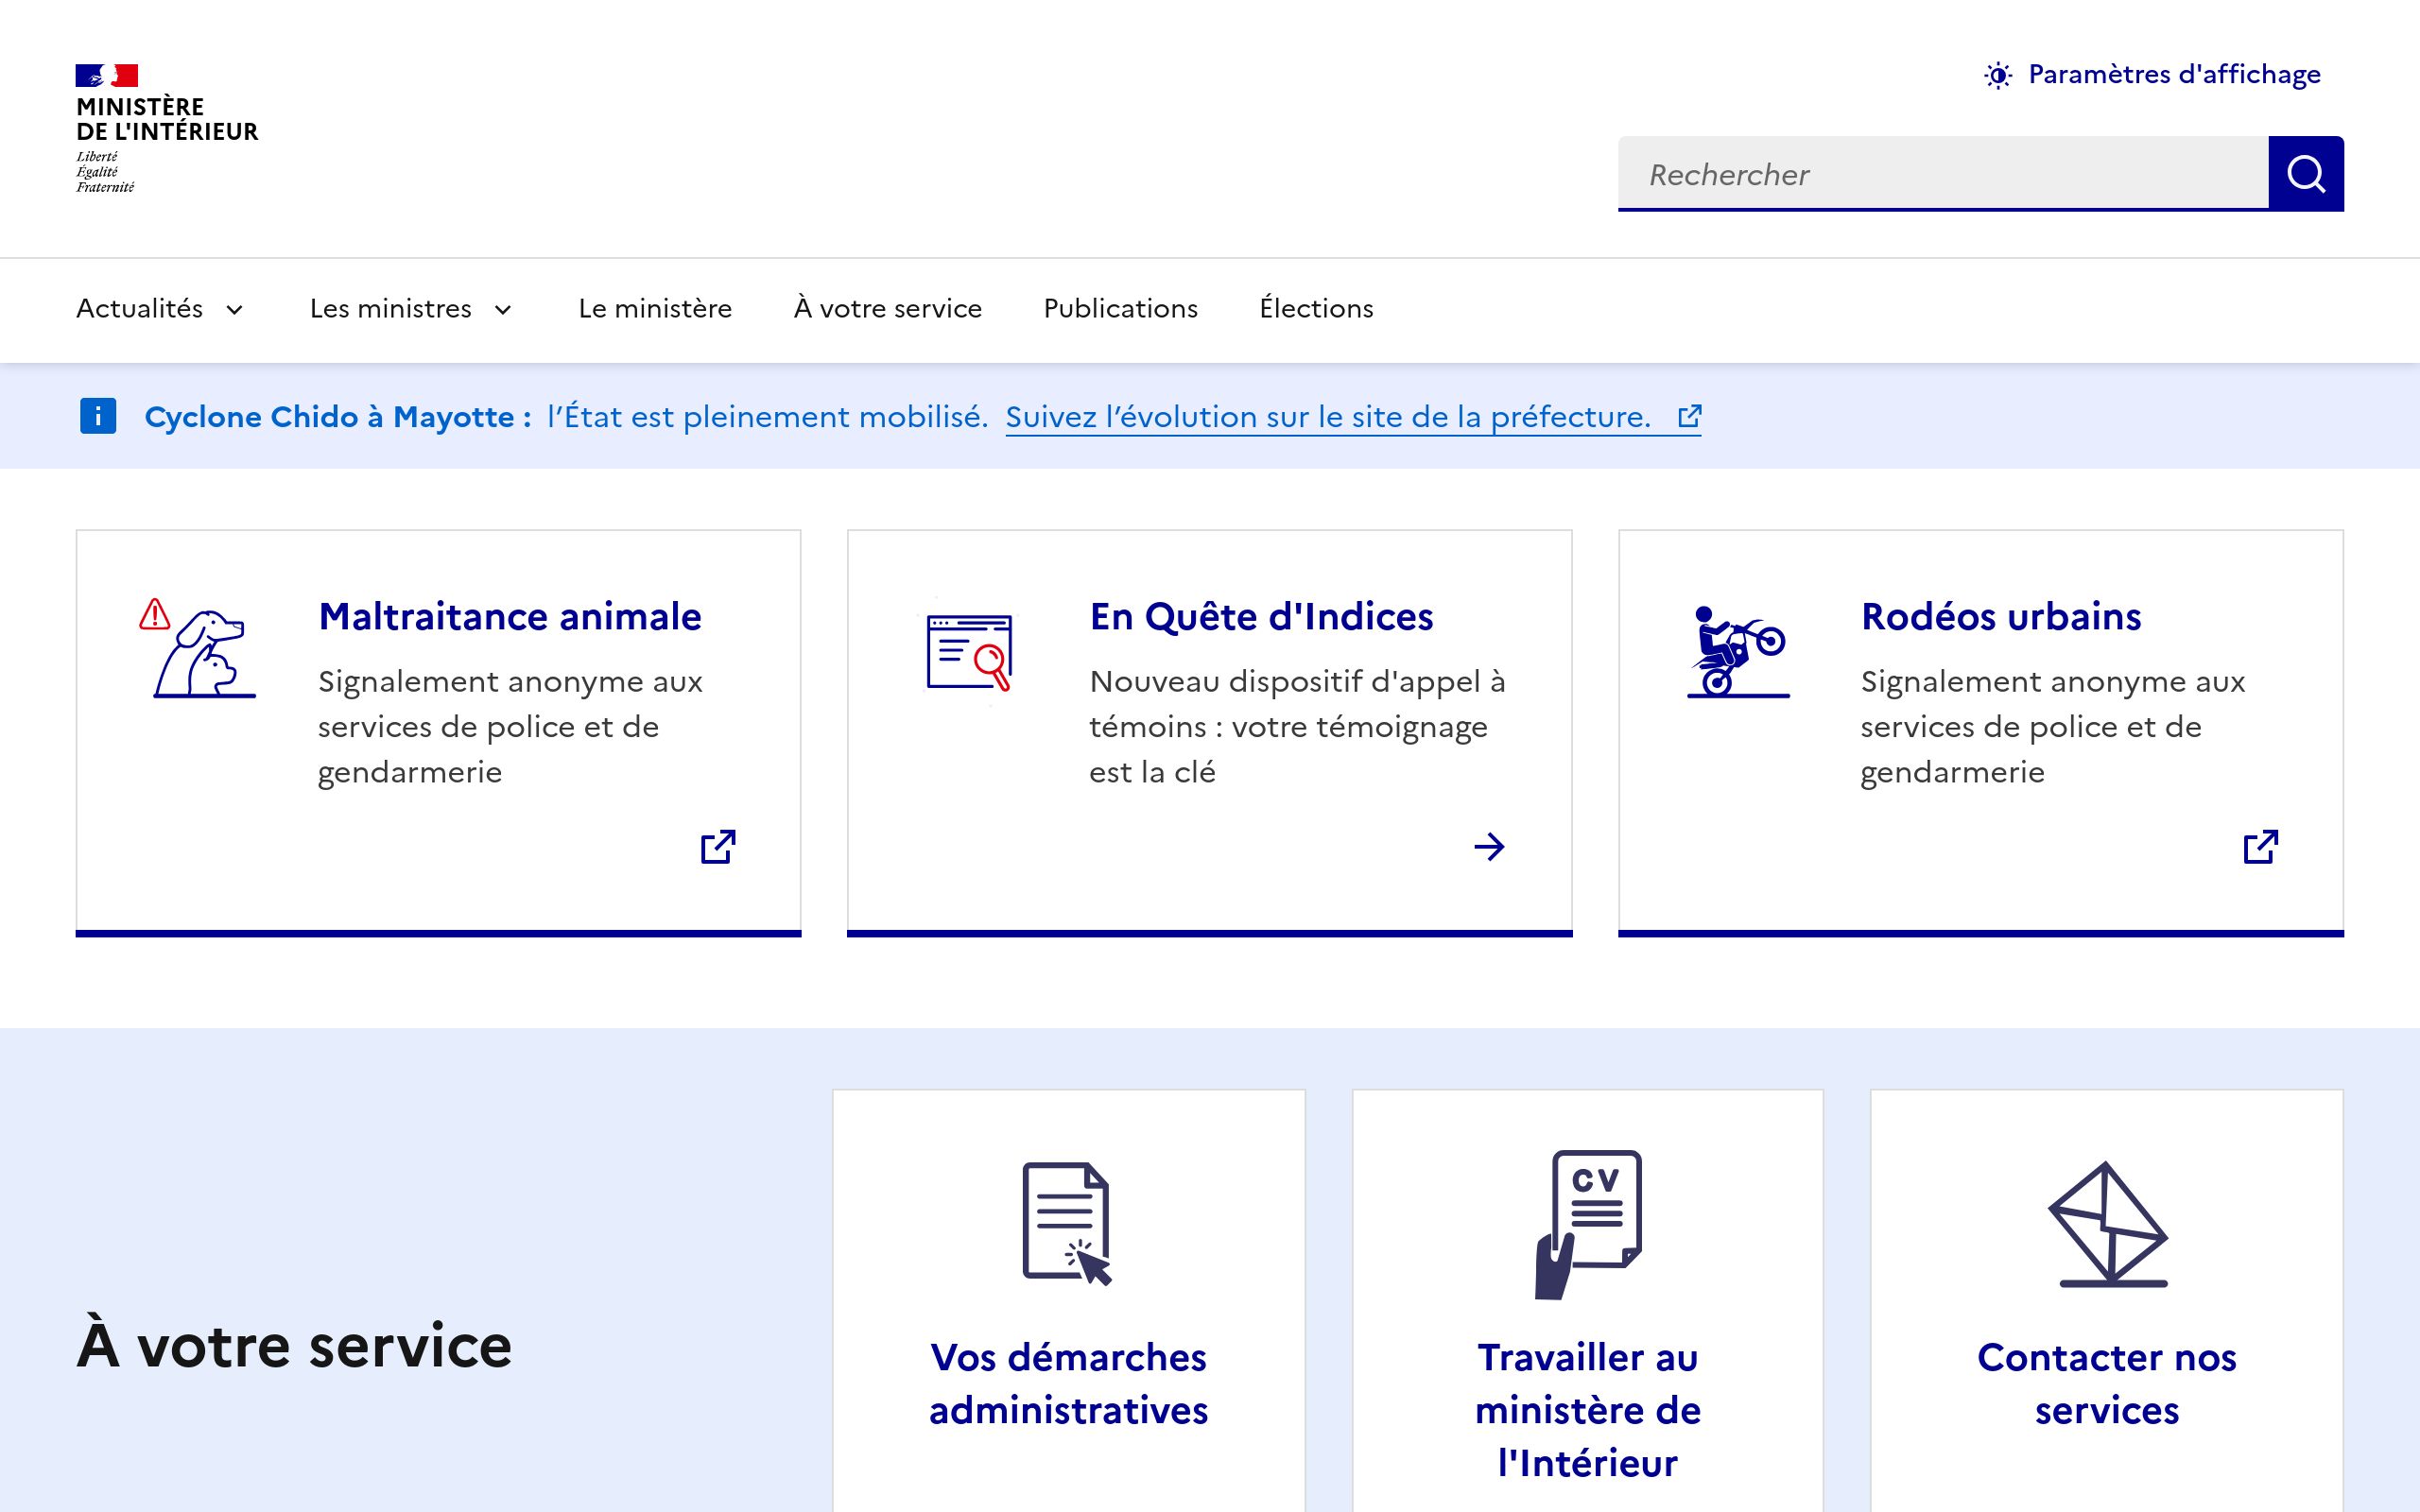 MINISTÈRE
DE L'INTÉRIEUR
Liberté
Égalité
Fraternité
Paramètres d'affichage
Rechercher
Actualités
Les ministres
Le ministère
À votre service
Publications
Élections
Cyclone Chido à Mayotte : l’État est pleinement mobilisé. Suivez l’évolution sur le site de la préfecture.
Maltraitance animale
Signalement anonyme aux
services de police et de
gendarmerie
En Quête d'Indices
Nouveau dispositif d'appel à
témoins : votre témoignage
est la clé
Rodéos urbains
Signalement anonyme aux
services de police et de
gendarmerie
À votre service
Vos démarches
administratives
CV
Travailler au
ministère de
l'Intérieur
Contacter nos
services